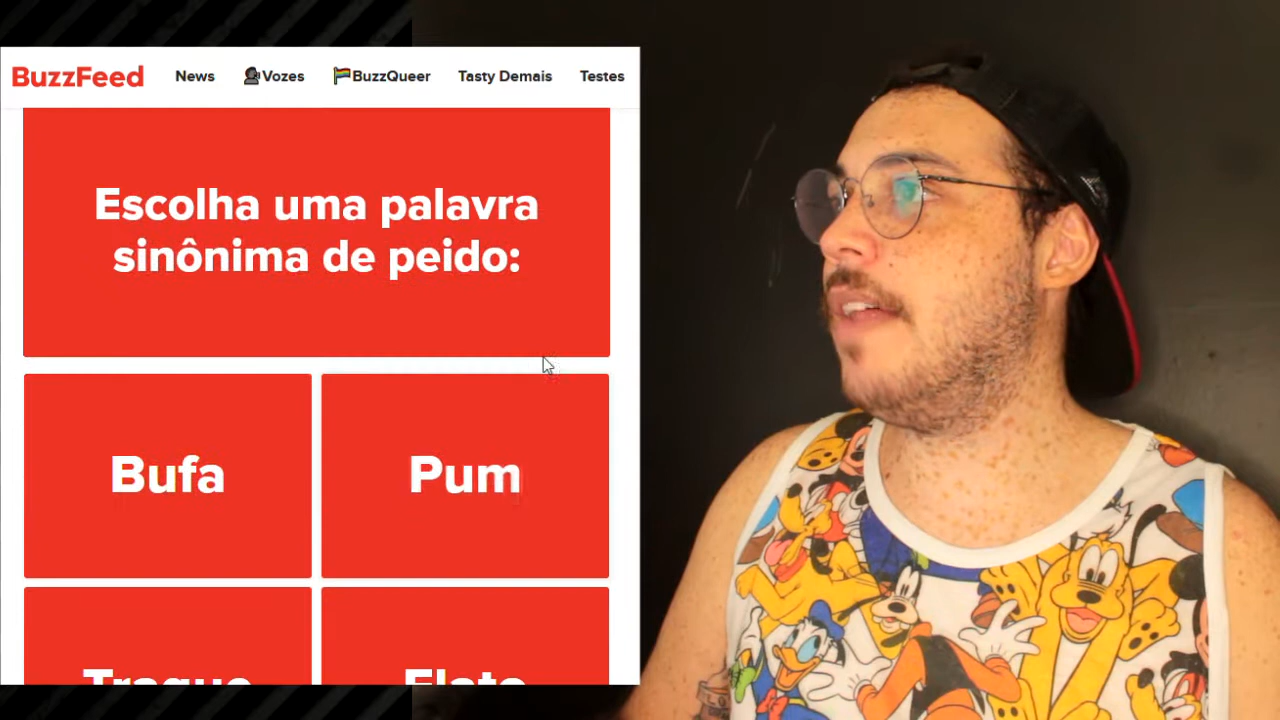 BuzzFeed News Vozes BuzzQueer Tasty Demais Testes
Escolha uma palavra
sinônima de peido:
Bufa Pum